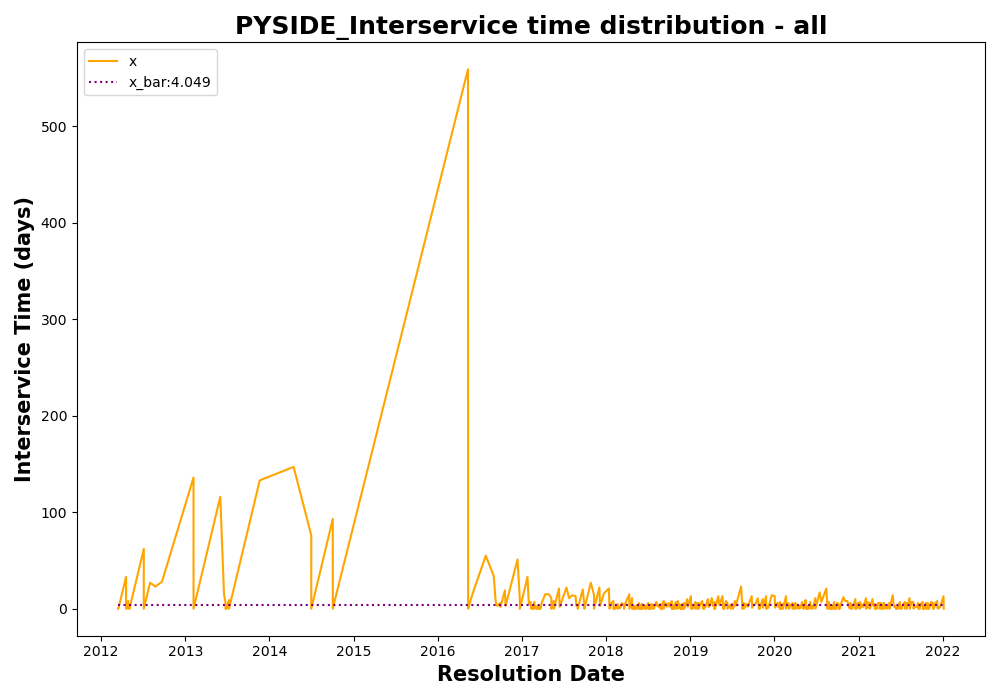 PYSIDE_Interservice time distribution - all
x
x_bar:4.049
500
400
300
200
100
0
Interservice Time (days)
2012 2013 2014 2015 2016 2017 2018 2019 2020 2021 2022
Resolution Date